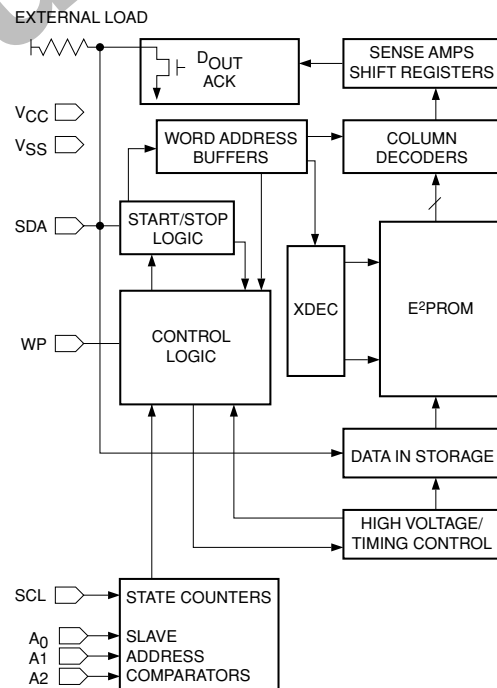 EXTERNAL LOAD
DOUT
ACK
SENSE AMPS
SHIFT REGISTERS
VCC
VSS
WORD ADDRESS
BUFFERS
COLUMN
DECODERS
SDA
START/STOP
LOGIC
XDEC
E²PROM
WP
CONTROL
LOGIC
DATA IN STORAGE
HIGH VOLTAGE/
TIMING CONTROL
SCL
STATE COUNTERS
A0
SLAVE
A1
ADDRESS
A2
COMPARATORS